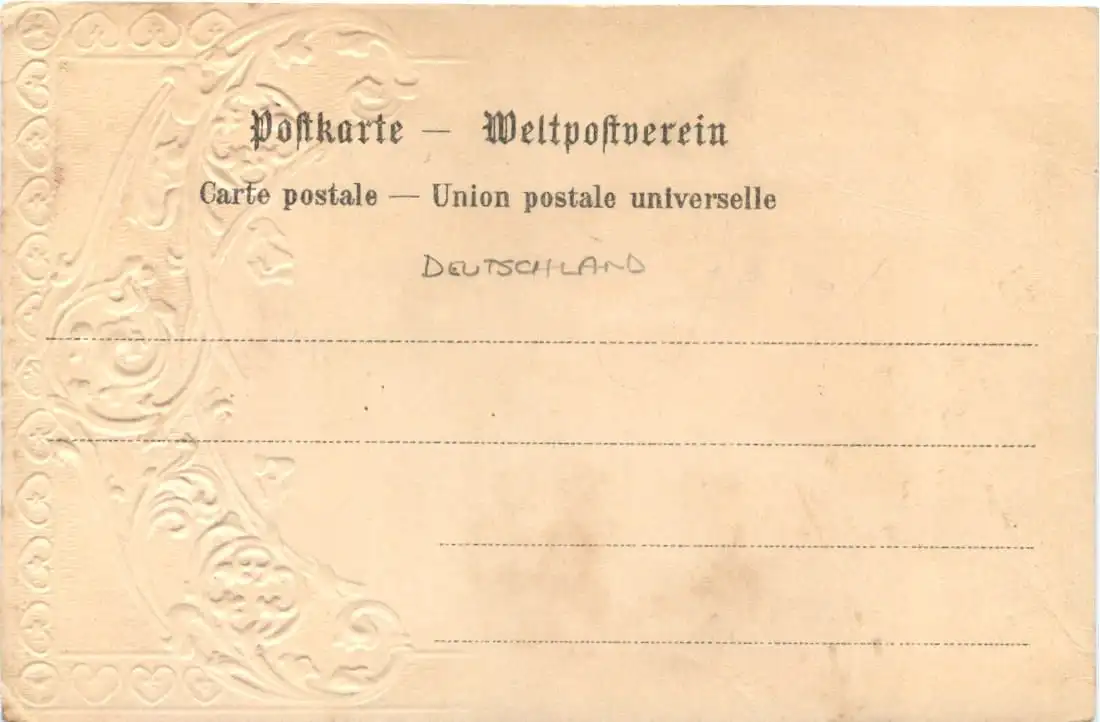 Postkarte — Weltpostverein
Carte postale — Union postale universelle
DEUTSCHLAND